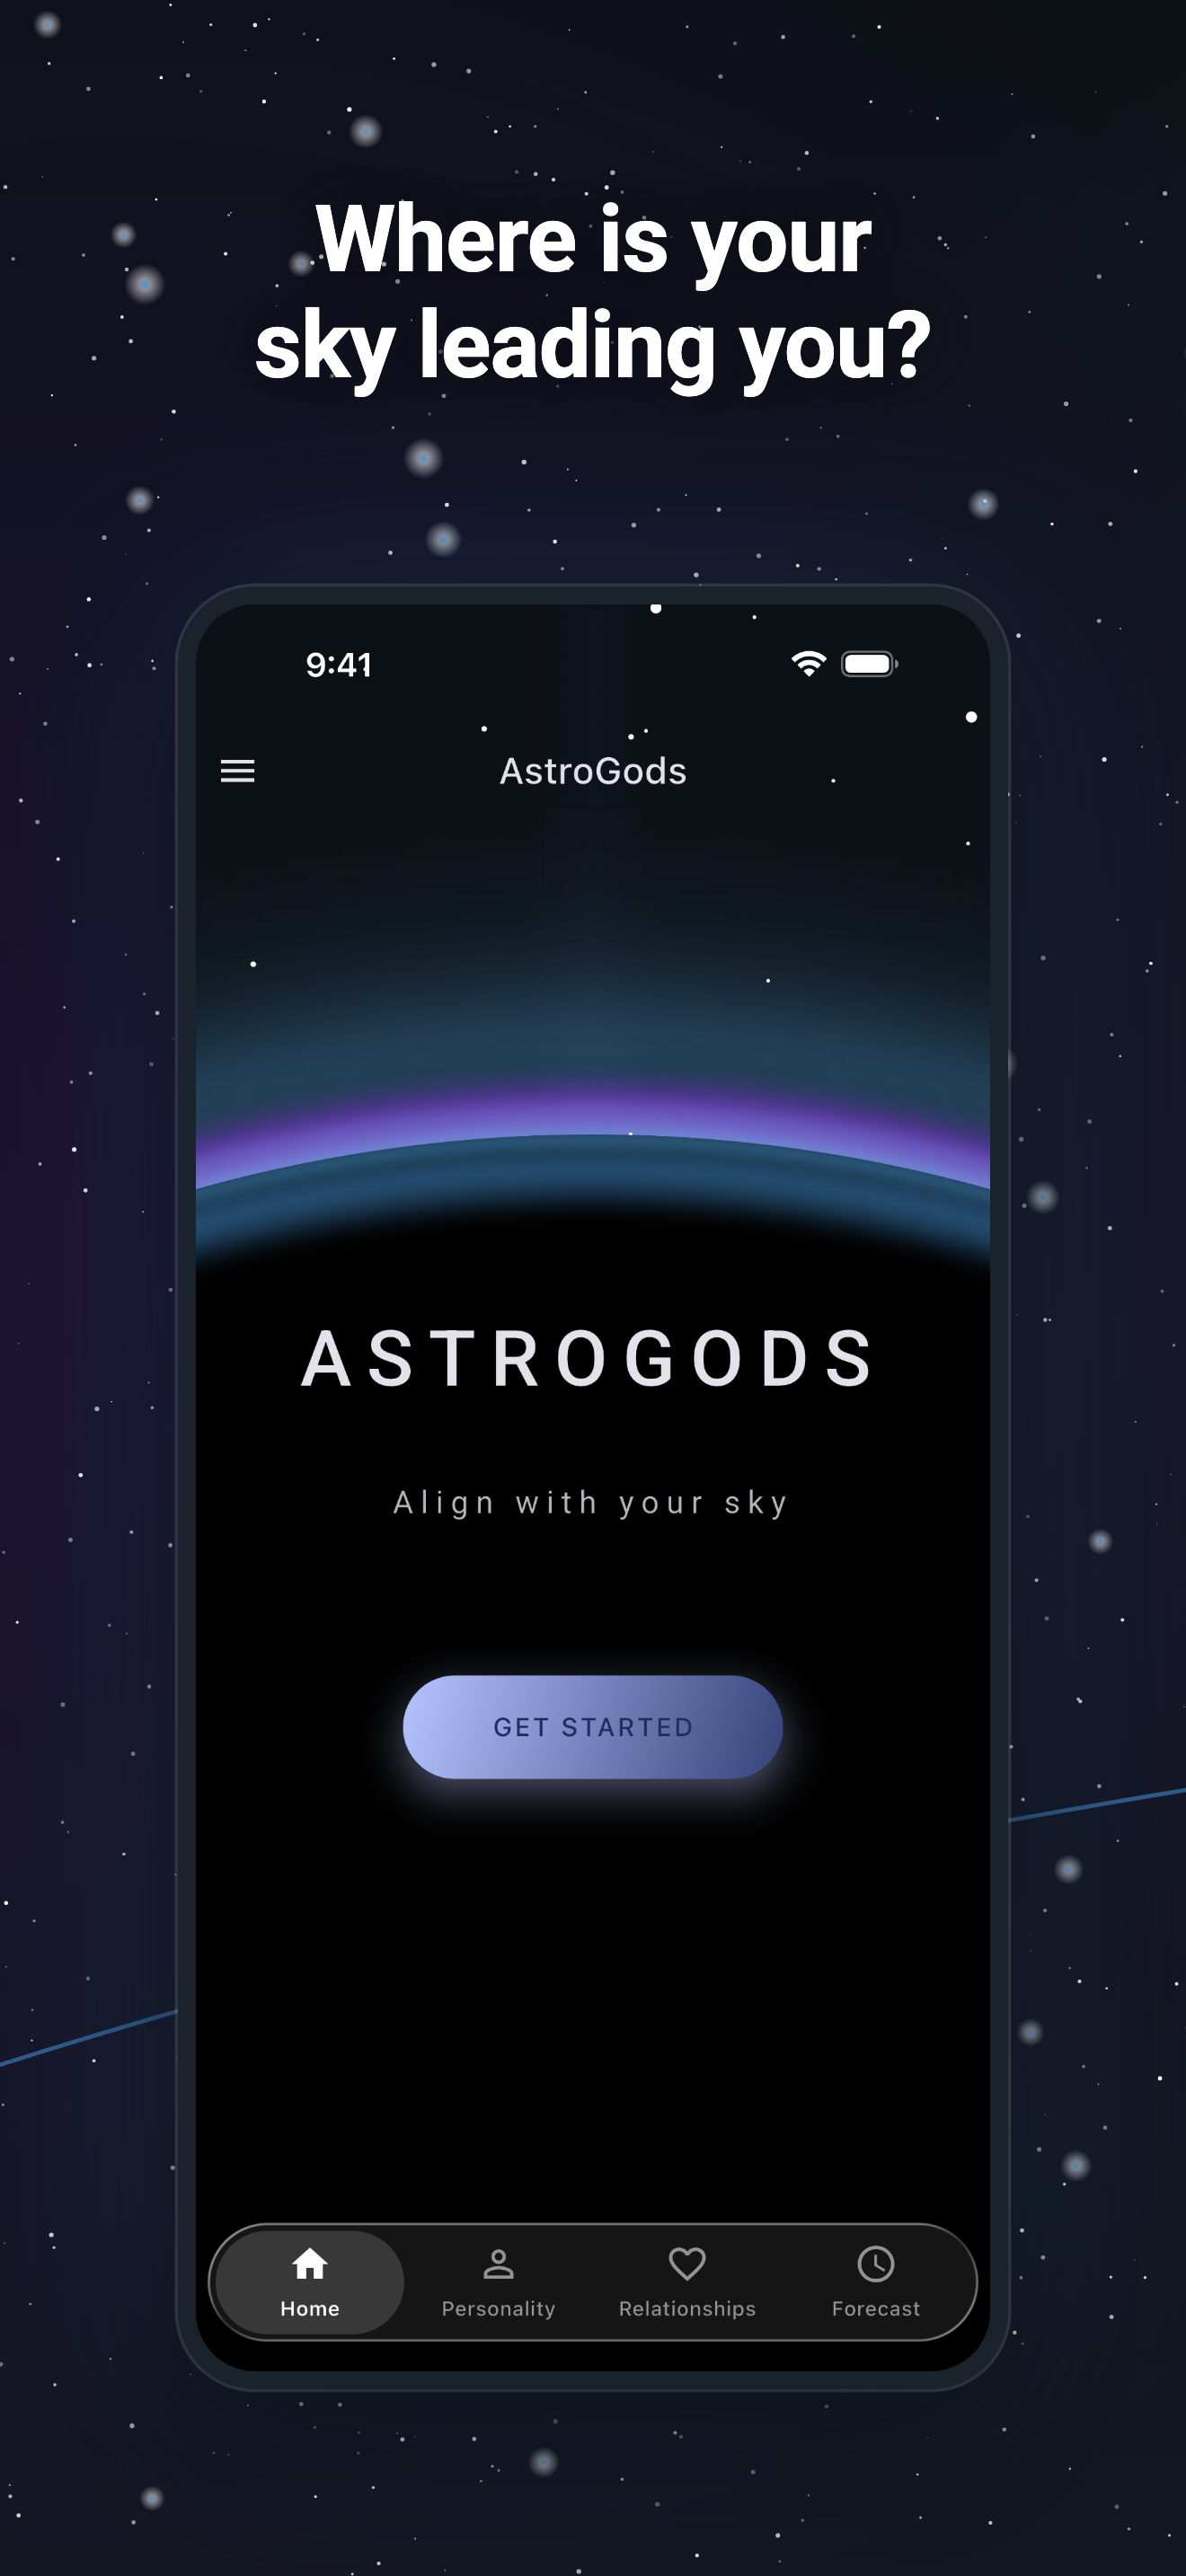 Where is your
sky leading you?
9:41
AstroGods
ASTROGODS
Align with your sky
GET STARTED
Home
Personality
Relationships
Forecast